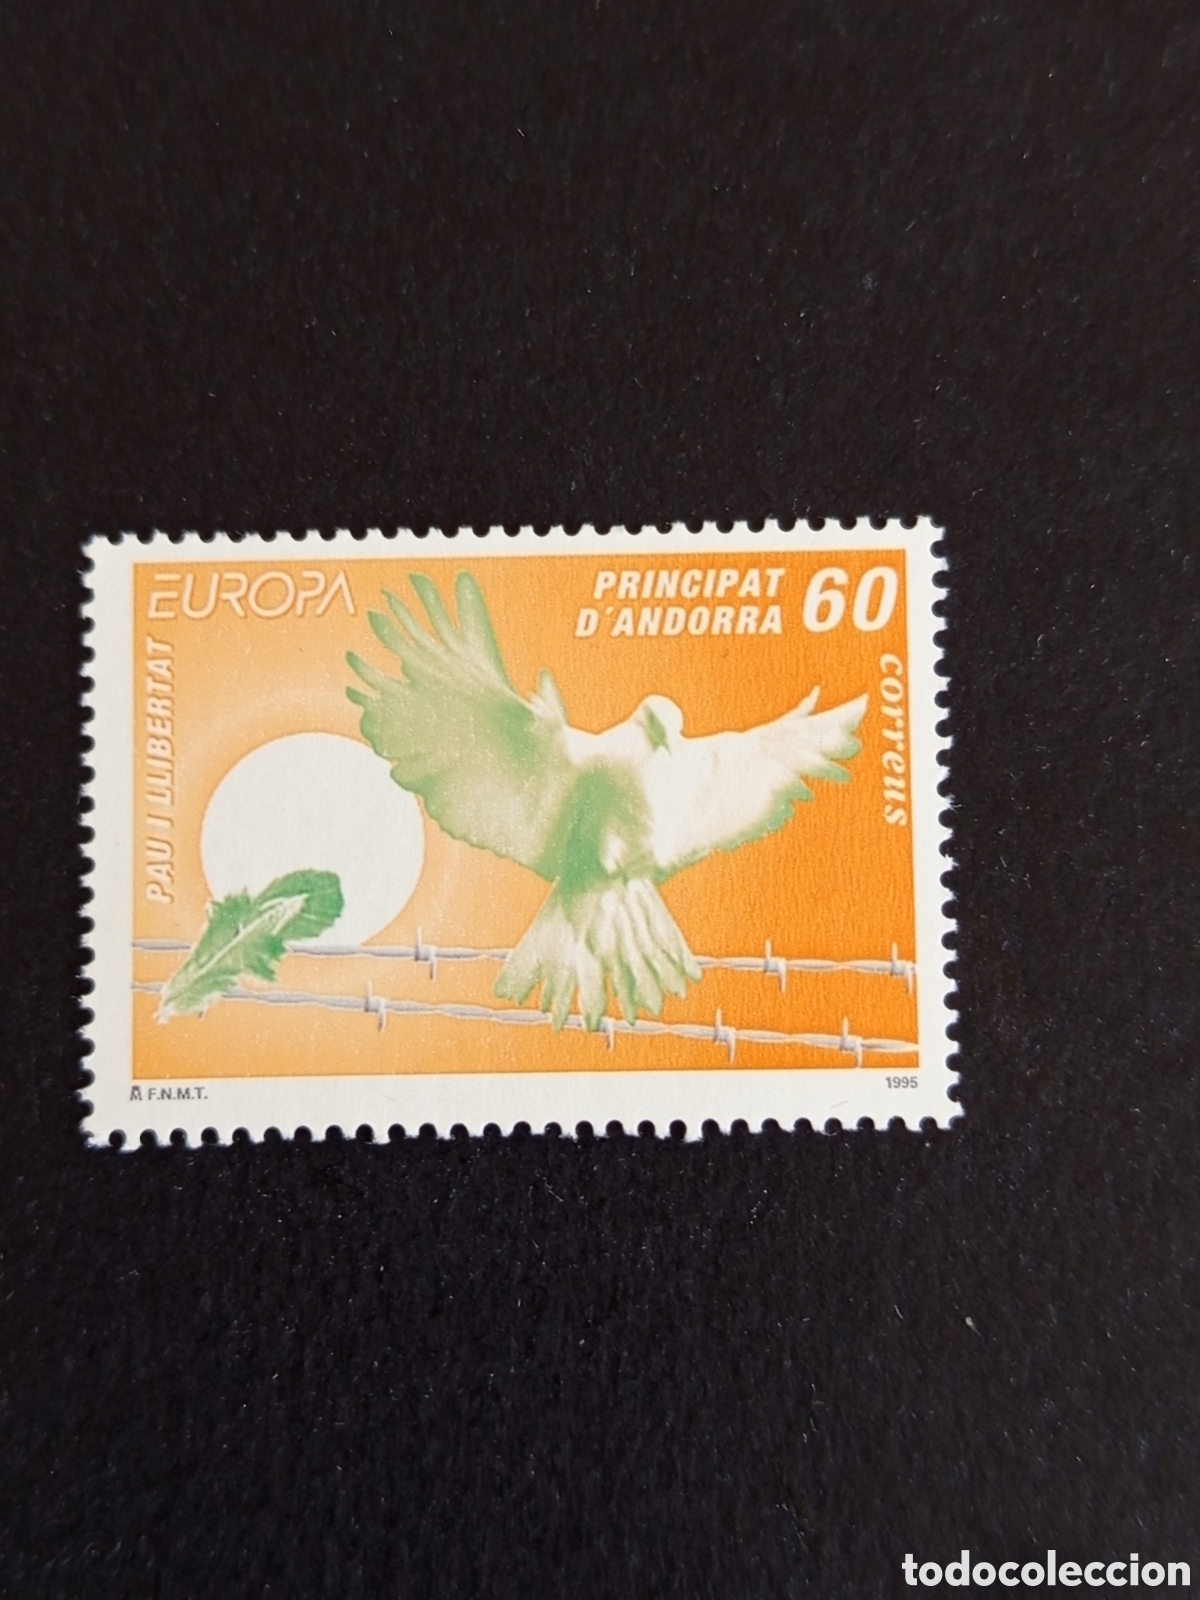 EUROPA
PRINCIPAT
D'ANDORRA
60
correus
PAU I LLIBERTAT
F.N.M.T.
1995
todocoleccion